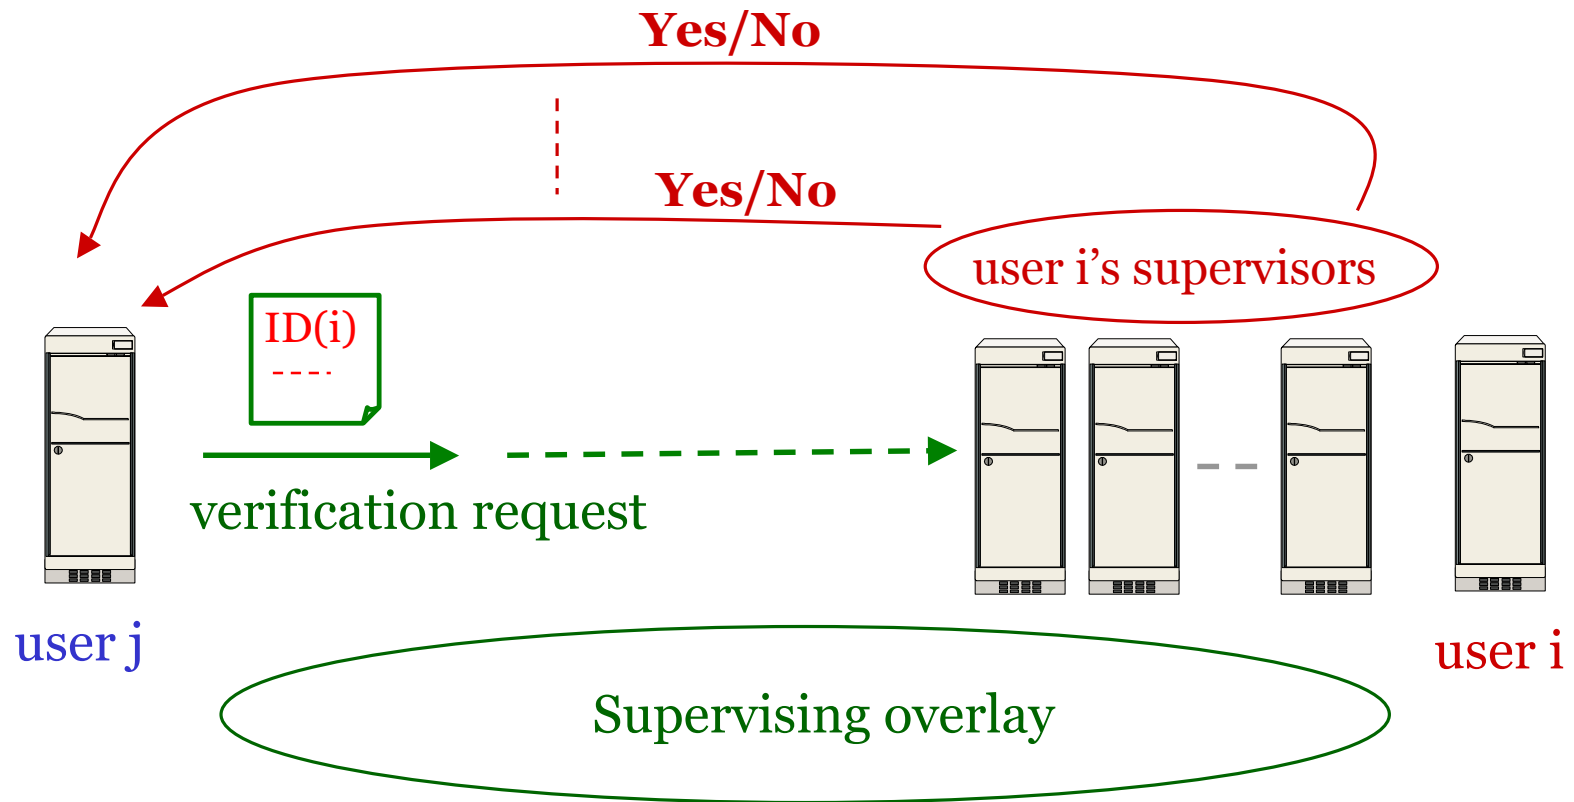 Yes/No
Yes/No
user i’s supervisors
ID(i)
verification request
user j
user i
Supervising overlay